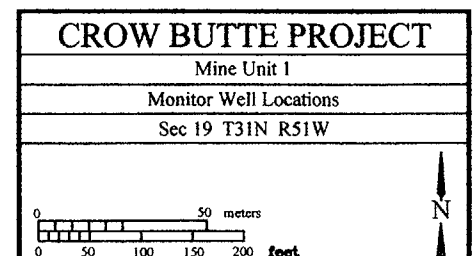 CROW BUTTE PROJECT
Mine Unit 1
Monitor Well Locations
Sec 19 T31N R51W
0 50 meters
N
0 50 100 150 200 feet